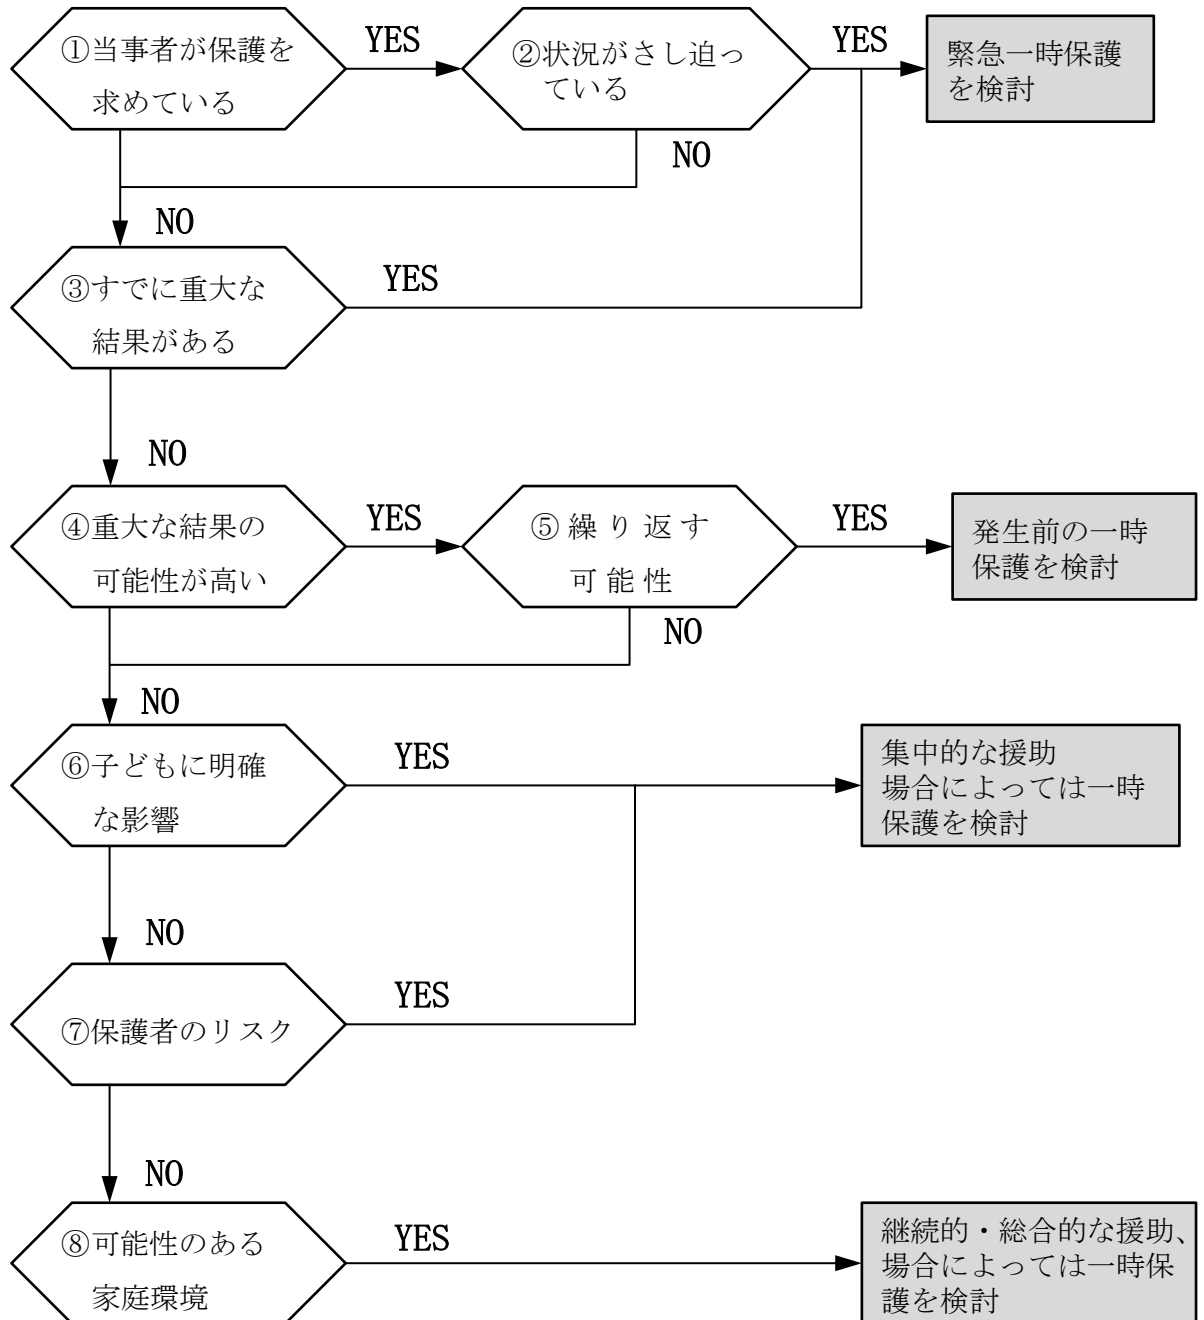 ①当事者が保護を
求めている
YES
②状況がさし迫っ
ている
YES
緊急一時保護
を検討
NO
NO
③すでに重大な
結果がある
YES
NO
④重大な結果の
可能性が高い
YES
⑤繰り返す
可能性
YES
発生前の一時
保護を検討
NO
NO
⑥子どもに明確
な影響
YES
集中的な援助
場合によっては一時
保護を検討
NO
⑦保護者のリスク
YES
NO
⑧可能性のある
家庭環境
YES
継続的・総合的な援助、
場合によっては一時保
護を検討